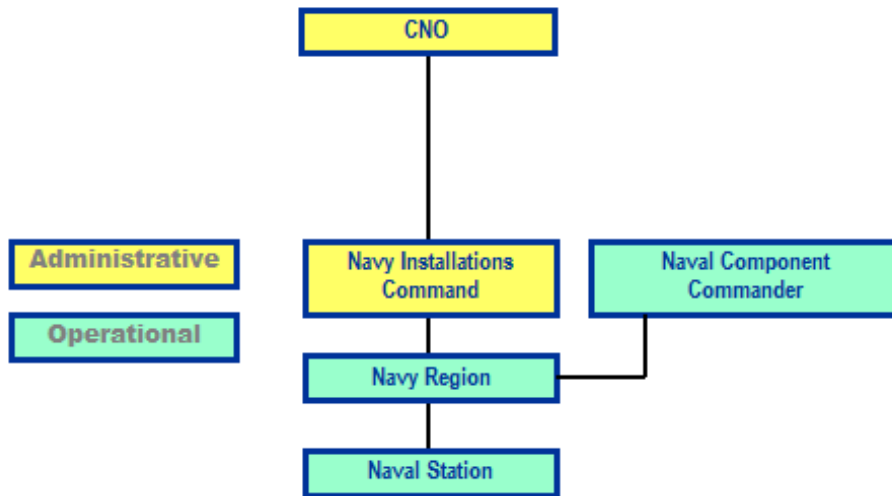 CNO
Administrative
Navy Installations
Command
Naval Component
Commander
Operational
Navy Region
Naval Station